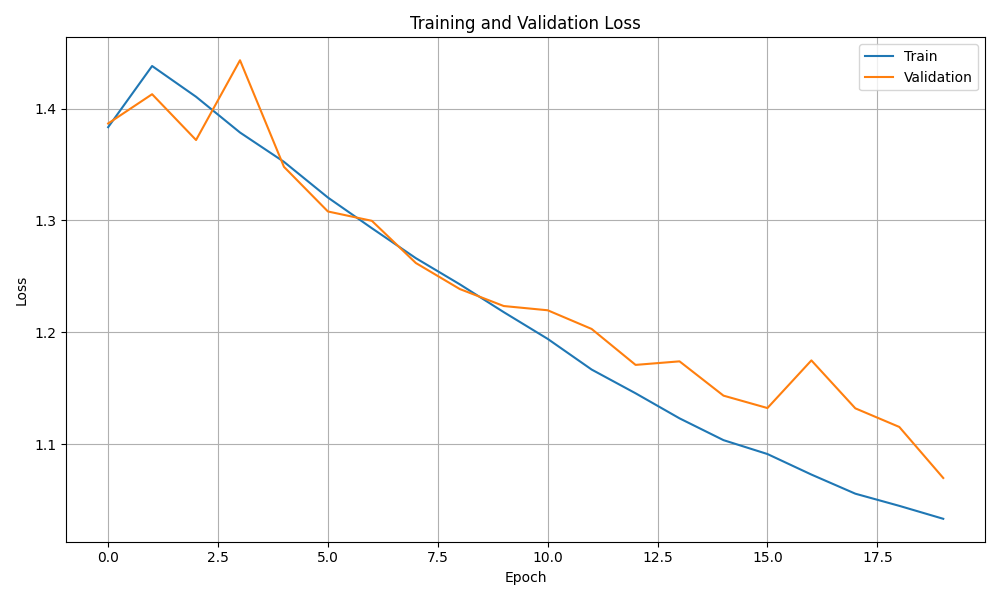 Training and Validation Loss
Train
Validation
1.4
1.3
1.2
1.1
Loss
0.0 2.5 5.0 7.5 10.0 12.5 15.0 17.5
Epoch